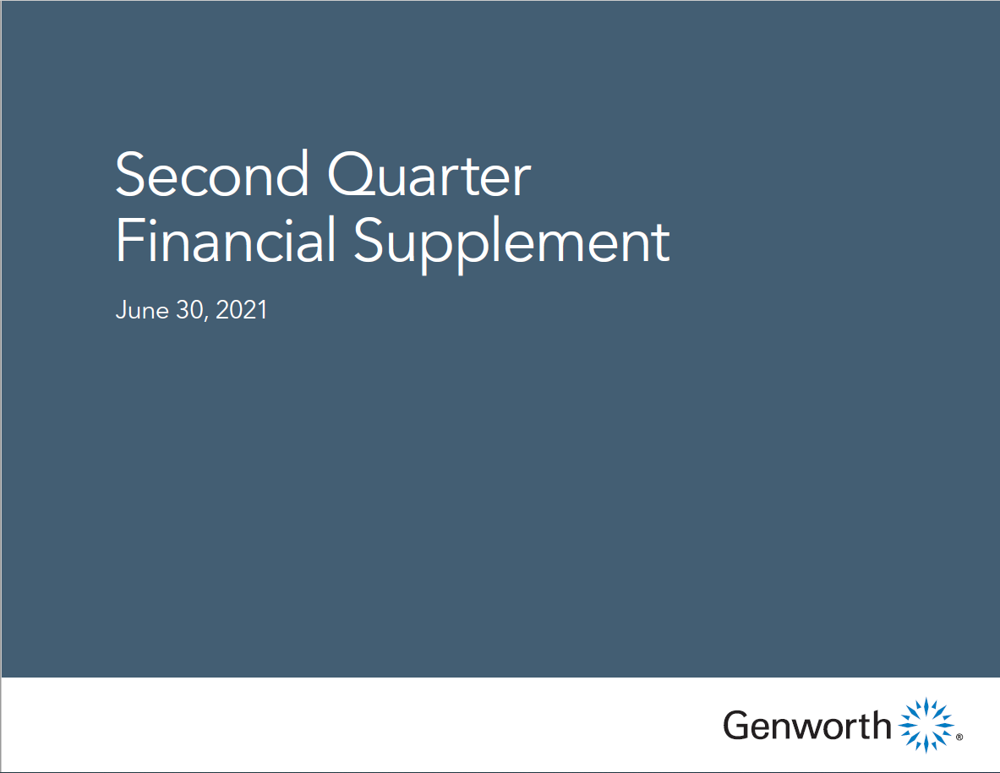 Second Quarter
Financial Supplement
June 30, 2021
Genworth ®